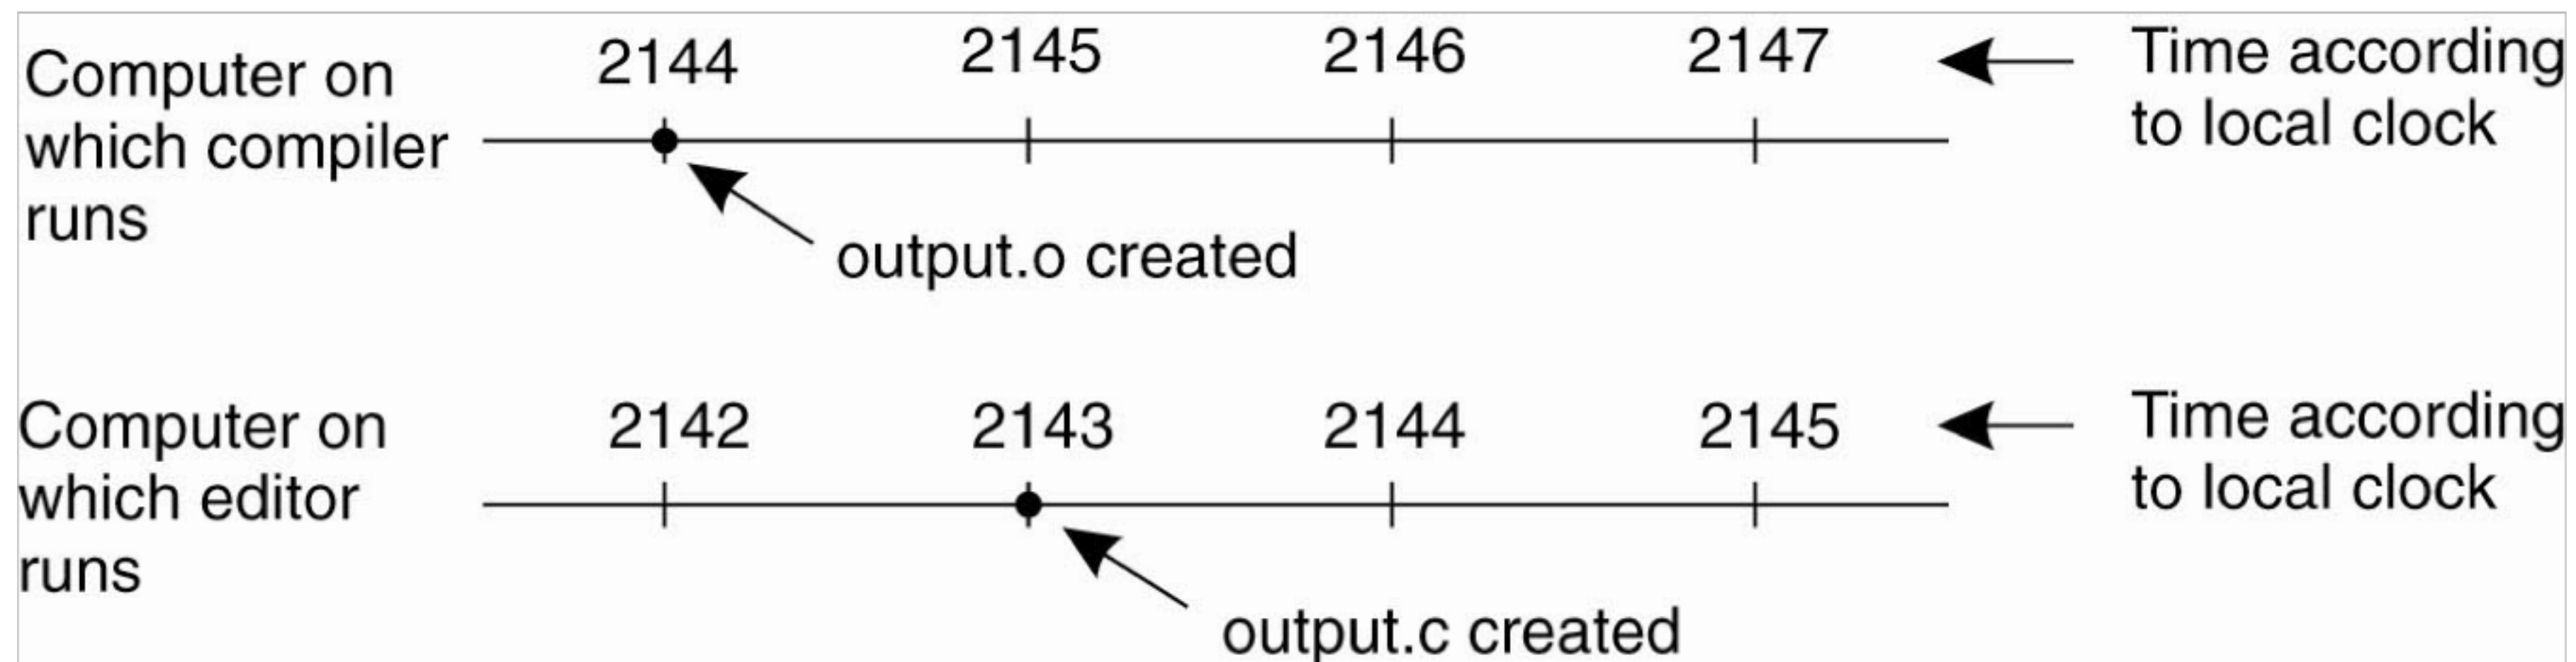 Computer on
which compiler
runs
2144
2145
2146
2147
Time according
to local clock
output.o created
Computer on
which editor
runs
2142
2143
2144
2145
Time according
to local clock
output.c created